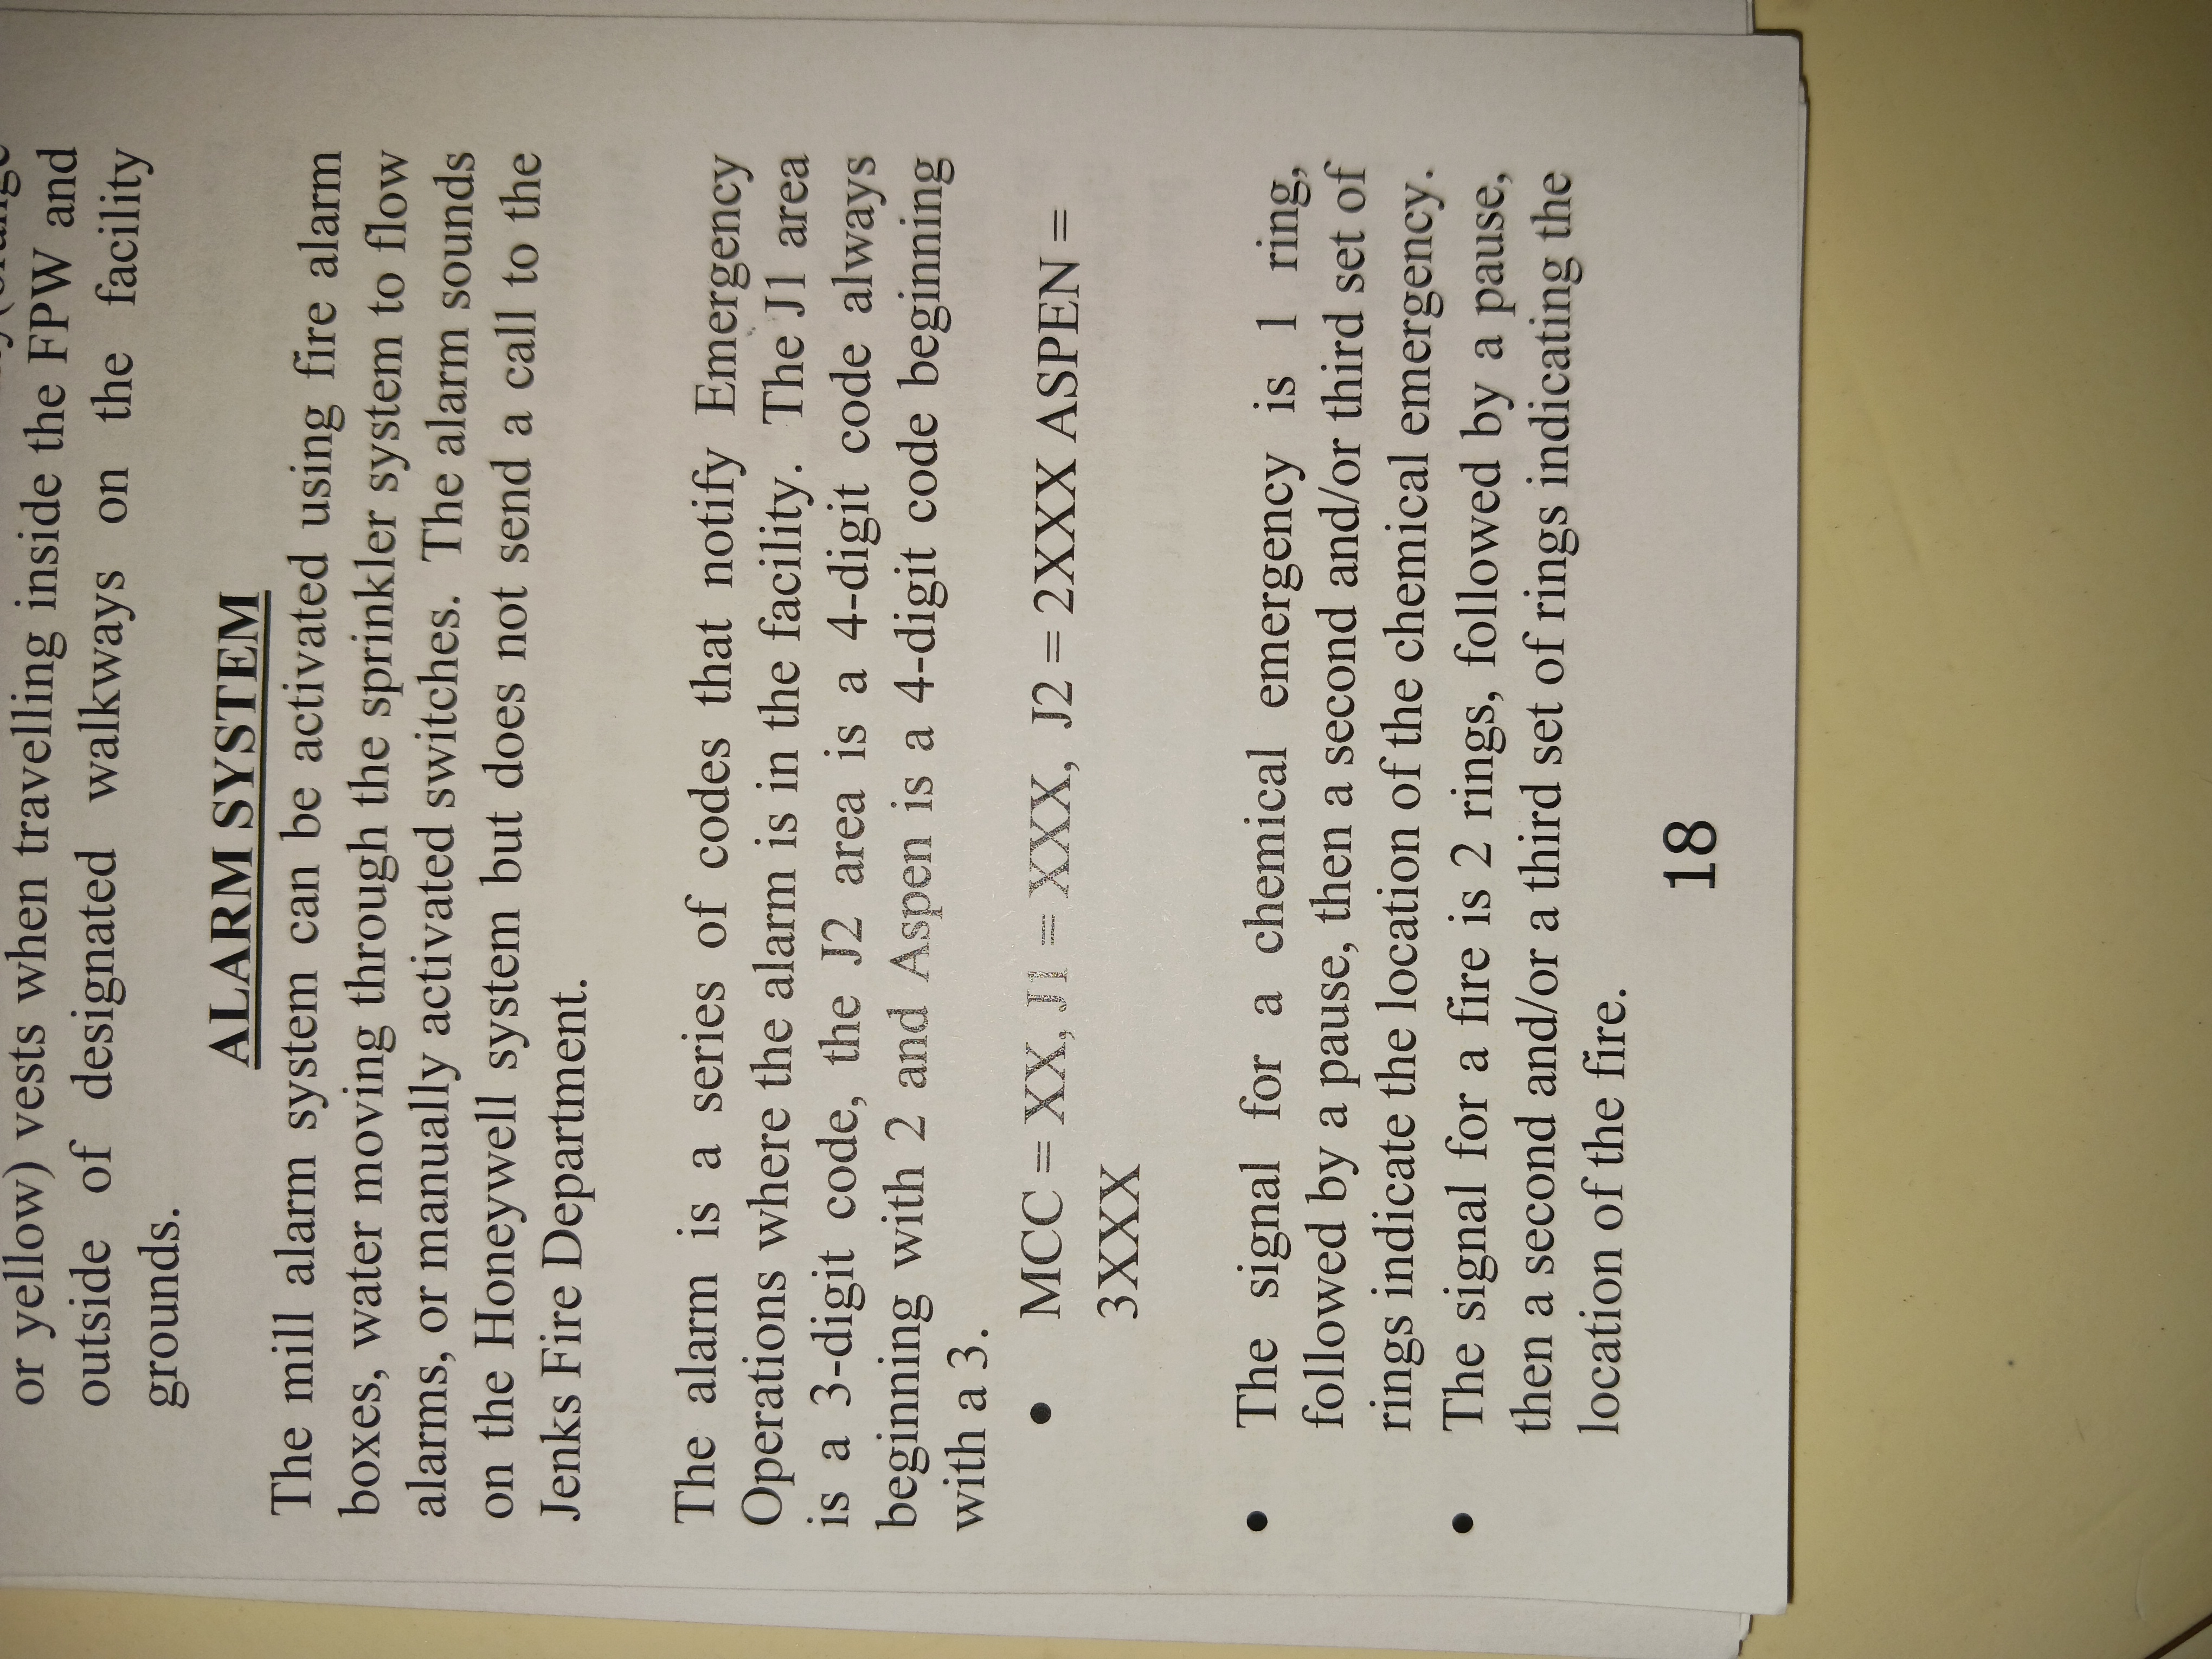 or yellow) vests when travelling inside the FPW and
outside of designated walkways on the facility
grounds.
ALARM SYSTEM
The mill alarm system can be activated using fire alarm
boxes, water moving through the sprinkler system to flow
alarms, or manually activated switches. The alarm sounds
on the Honeywell system but does not send a call to the
Jenks Fire Department.
The alarm is a series of codes that notify Emergency
Operations where the alarm is in the facility. The J1 area
is a 3-digit code, the J2 area is a 4-digit code always
beginning with 2 and Aspen is a 4-digit code beginning
with a 3.
• MCC = XX, J1 = XXX, J2 = 2XXX ASPEN =
3XXX
• The signal for a chemical emergency is 1 ring,
followed by a pause, then a second and/or third set of
rings indicate the location of the chemical emergency.
• The signal for a fire is 2 rings, followed by a pause,
then a second and/or a third set of rings indicating the
location of the fire.
18